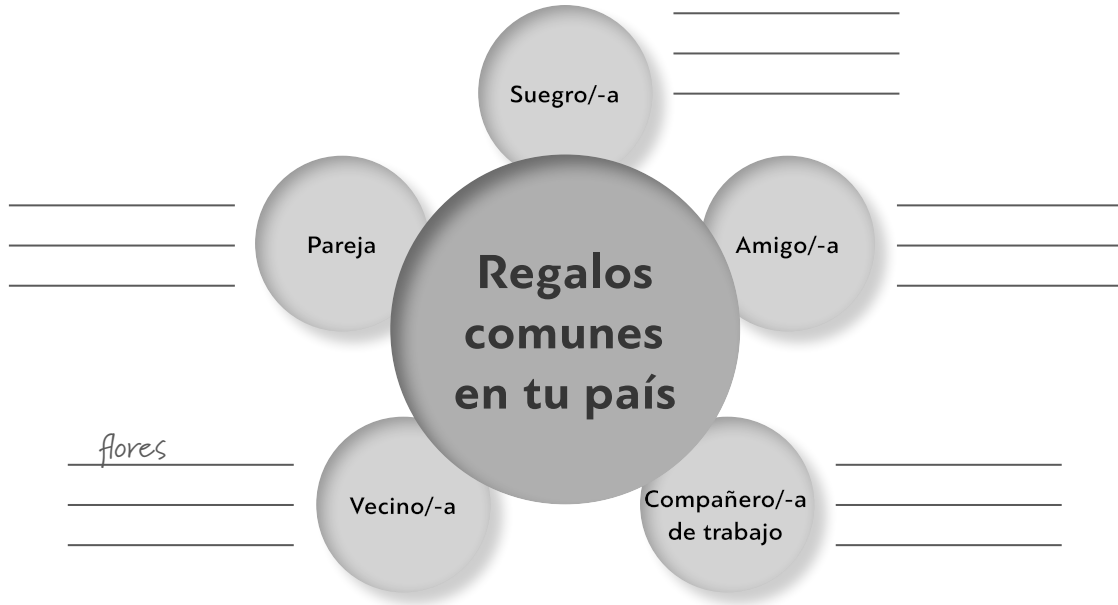 Suegro/-a
Pareja
Amigo/-a
Regalos
comunes
en tu país
flores
Vecino/-a
Compañero/-a
de trabajo